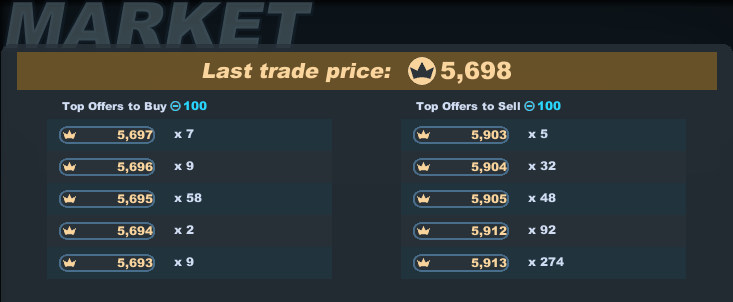 MARKET
Last trade price: 5,698
Top Offers to Buy 100
5,697 x 7
5,696 x 9
5,695 x 58
5,694 x 2
5,693 x 9
Top Offers to Sell 100
5,903 x 5
5,904 x 32
5,905 x 48
5,912 x 92
5,913 x 274